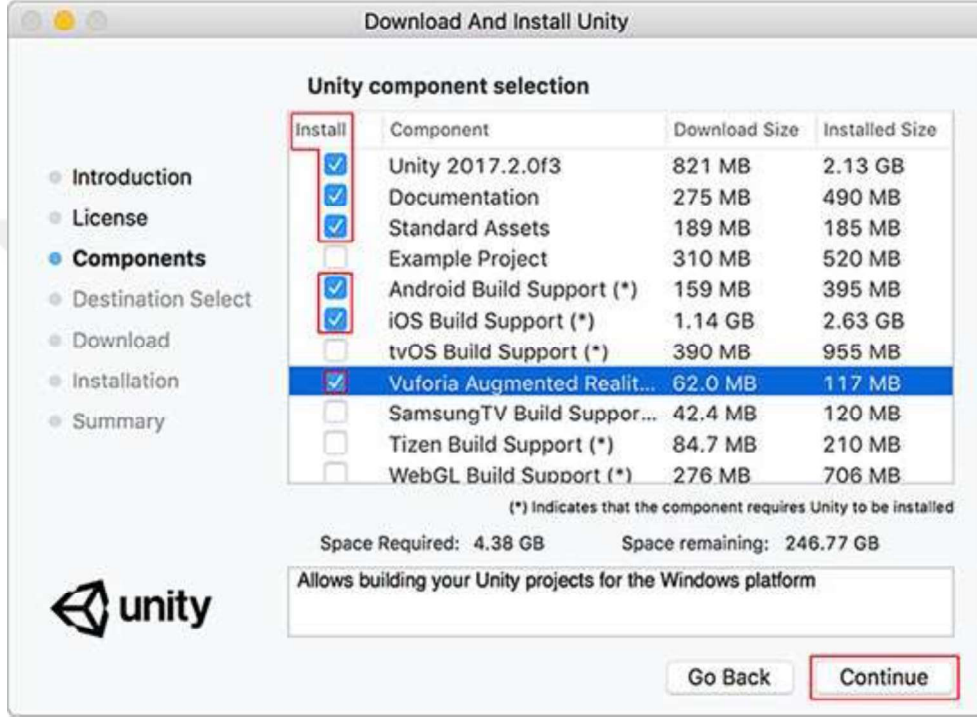 Download And Install Unity
Unity component selection
Install Component Download Size Installed Size
Unity 2017.2.0f3 821 MB 2.13 GB
Documentation 275 MB 490 MB
Standard Assets 189 MB 185 MB
Example Project 310 MB 520 MB
Android Build Support (*) 159 MB 395 MB
iOS Build Support (*) 1.14 GB 2.63 GB
tvOS Build Support (*) 390 MB 955 MB
Vuforia Augmented Realit... 62.0 MB 117 MB
SamsungTV Build Suppor... 42.4 MB 120 MB
Tizen Build Support (*) 84.7 MB 210 MB
WebGL Build Support (*) 276 MB 706 MB
Introduction
License
Components
Destination Select
Download
Installation
Summary
(*) Indicates that the component requires Unity to be installed
Space Required: 4.38 GB Space remaining: 246.77 GB
Allows building your Unity projects for the Windows platform
unity
Go Back Continue